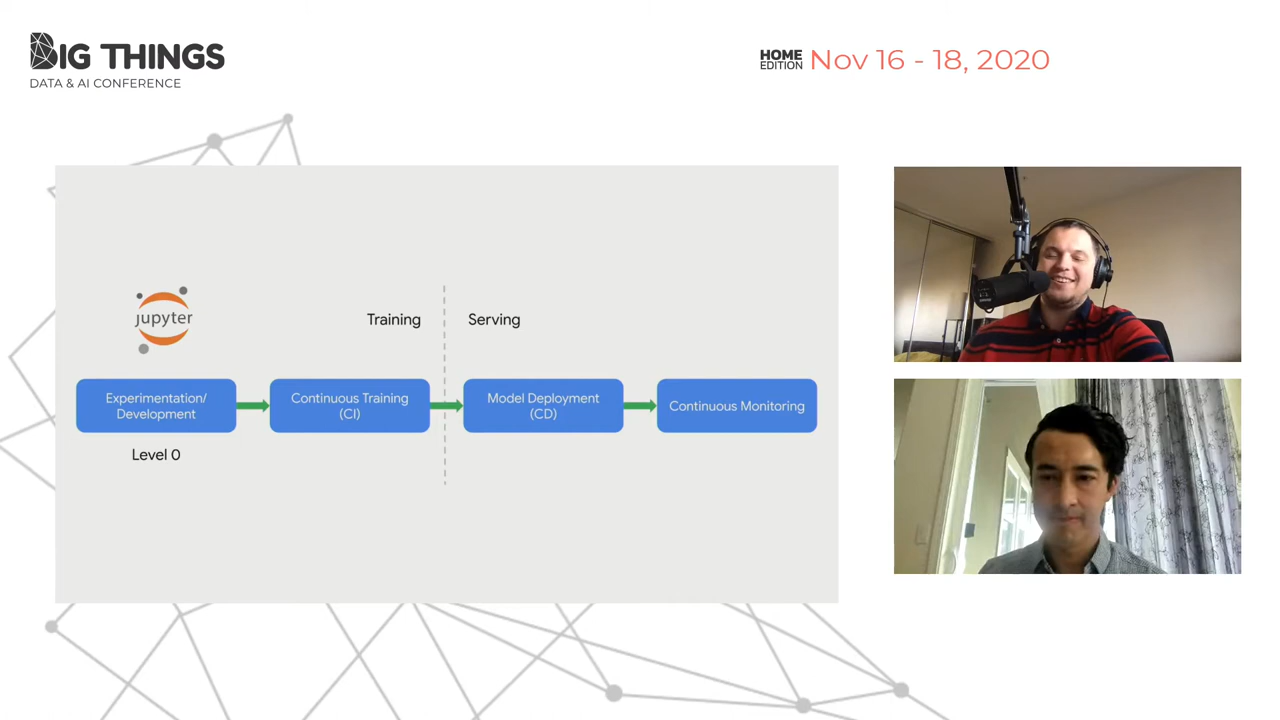 BIG THINGS
DATA & AI CONFERENCE
HOME
EDITION
Nov 16 - 18, 2020
jupyter
Training
Serving
Experimentation/
Development
Continuous Training
(CI)
Model Deployment
(CD)
Continuous Monitoring
Level 0